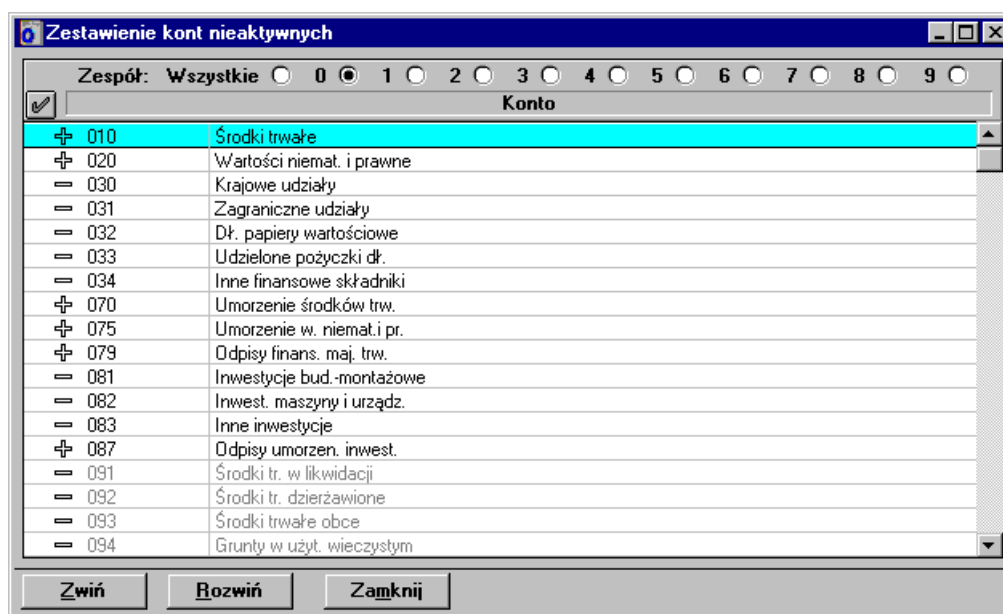 Zestawienie kont nieaktywnych
Zespół: Wszystkie 0 1 2 3 4 5 6 7 8 9
Konto
010 Środki trwałe
020 Wartości niemat. i prawne
030 Krajowe udziały
031 Zagraniczne udziały
032 Dł. papiery wartościowe
033 Udzielone pożyczki dł.
034 Inne finansowe składniki
070 Umorzenie środków trw.
075 Umorzenie w. niemat.i pr.
079 Odpisy finans. maj. trw.
081 Inwestycje bud.-montażowe
082 Inwest. maszyny i urządz.
083 Inne inwestycje
087 Odpisy umorzen. inwest.
091 Środki tr. w likwidacji
092 Środki tr. dzierżawione
093 Środki trwałe obce
094 Grunty w użyt. wieczystym
Zwiń Rozwiń Zamknij